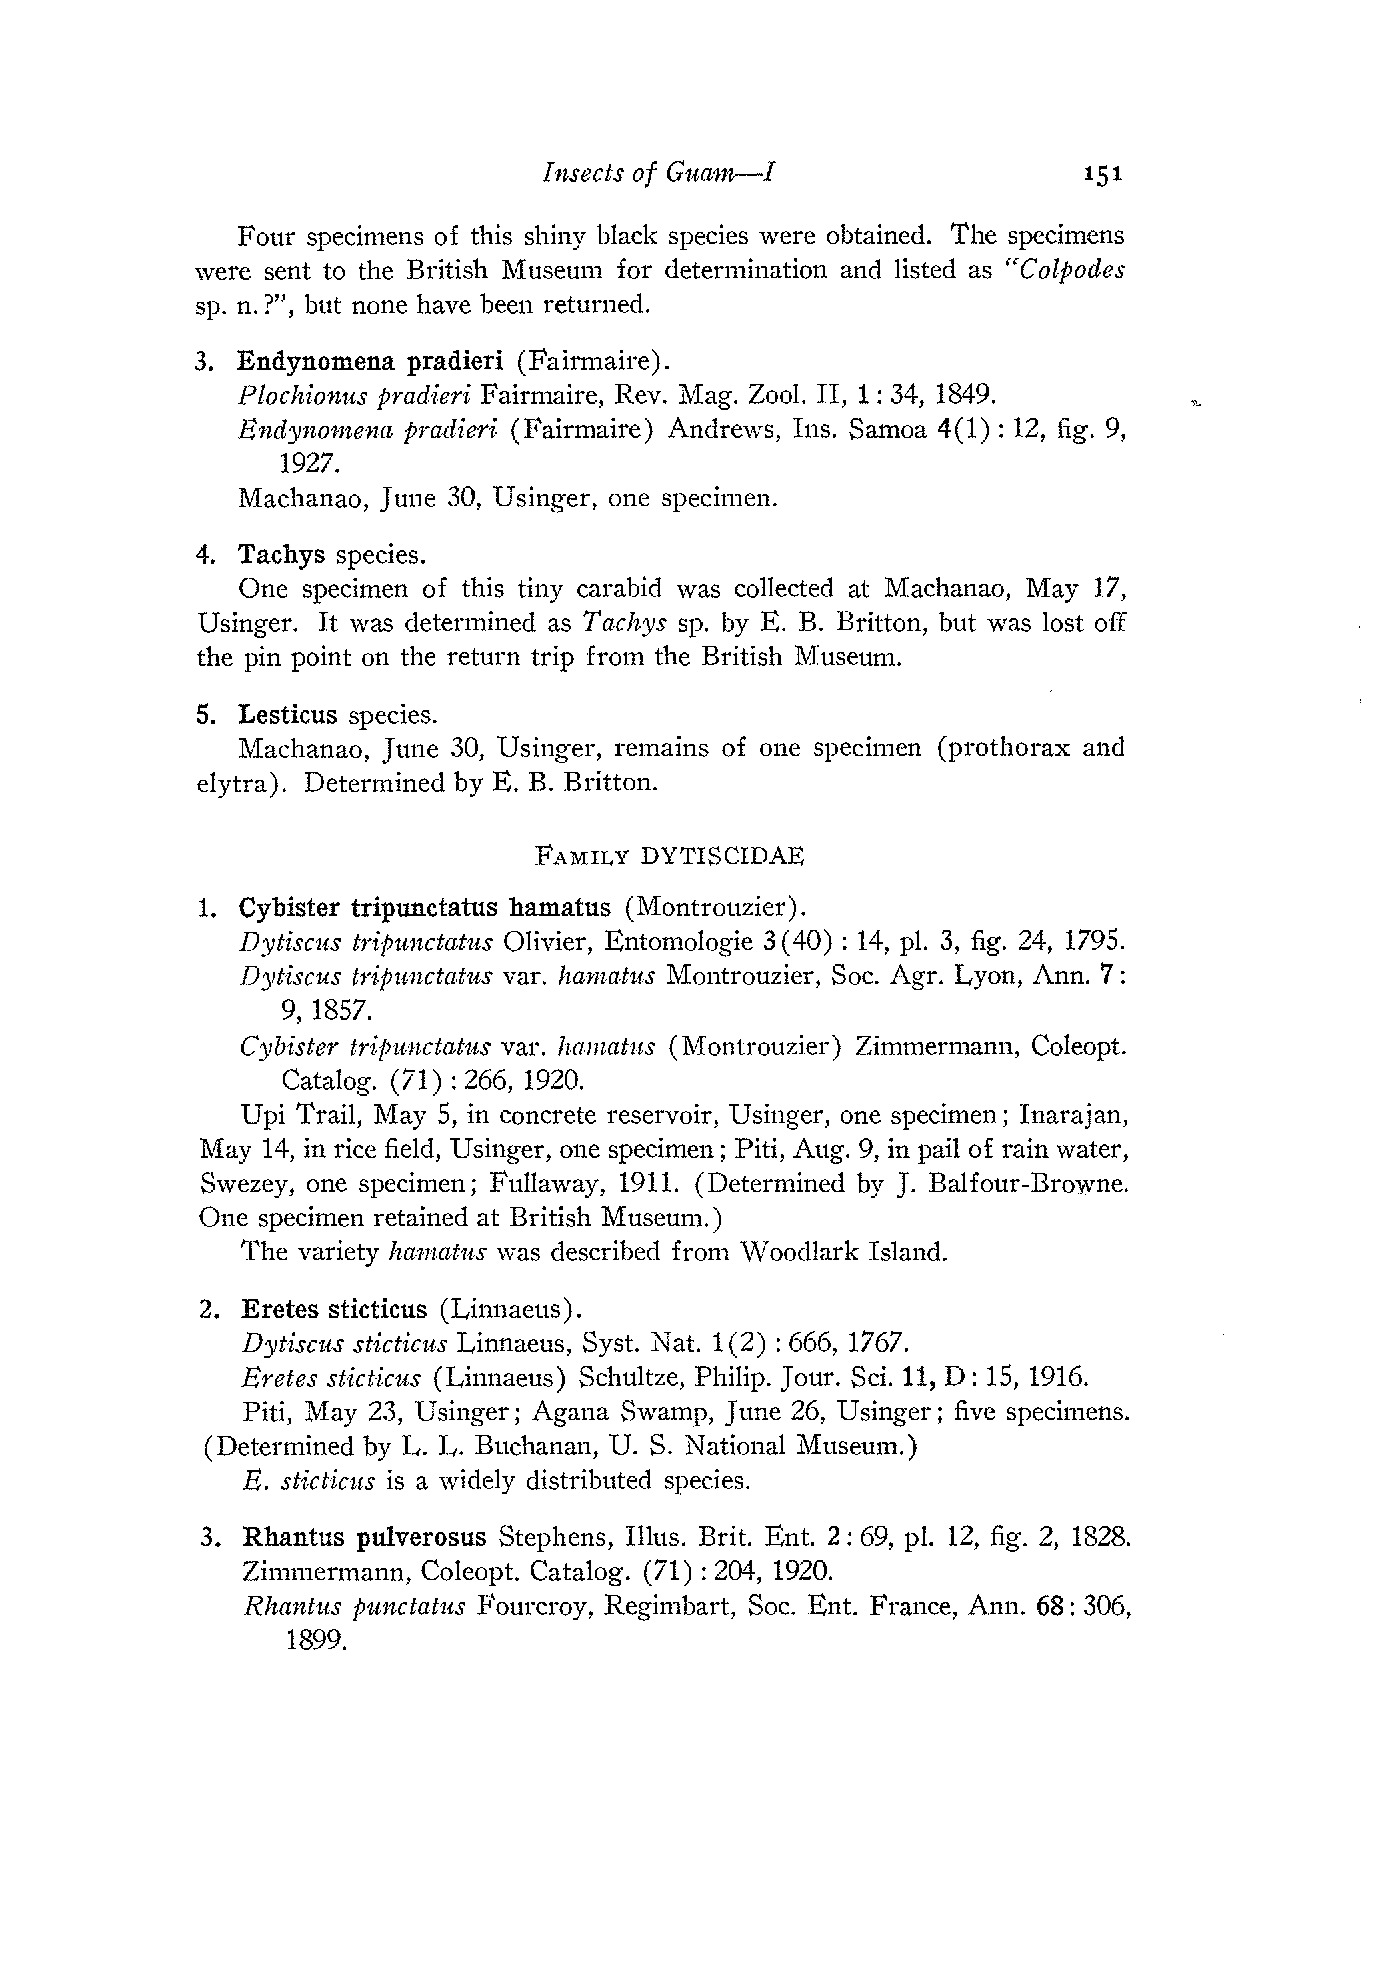 Insects of Guam—I 151
Four specimens of this shiny black species were obtained. The specimens
were sent to the British Museum for determination and listed as "Colpodes
sp. n.?", but none have been returned.
3. Endynomena pradieri (Fairmaire).
Plochionus pradieri Fairmaire, Rev. Mag. Zool. II, 1: 34, 1849.
Endynomena pradieri (Fairmaire) Andrews, Ins. Samoa 4(1): 12, fig. 9,
1927.
Machanao, June 30, Usinger, one specimen.
4. Tachys species.
One specimen of this tiny carabid was collected at Machanao, May 17,
Usinger. It was determined as Tachys sp. by E. B. Britton, but was lost off
the pin point on the return trip from the British Museum.
5. Lesticus species.
Machanao, June 30, Usinger, remains of one specimen (prothorax and
elytra). Determined by E. B. Britton.
FAMILY DYTISCIDAE
1. Cybister tripunctatus hamatus (Montrouzier).
Dytiscus tripunctatus Olivier, Entomologie 3(40): 14, pl. 3, fig. 24, 1795.
Dytiscus tripunctatus var. hamatus Montrouzier, Soc. Agr. Lyon, Ann. 7:
9, 1857.
Cybister tripunctatus var. hamatus (Montrouzier) Zimmermann, Coleopt.
Catalog. (71): 266, 1920.
Upi Trail, May 5, in concrete reservoir, Usinger, one specimen; Inarajan,
May 14, in rice field, Usinger, one specimen; Piti, Aug. 9, in pail of rain water,
Swezey, one specimen; Fullaway, 1911. (Determined by J. Balfour-Browne.
One specimen retained at British Museum.)
The variety hamatus was described from Woodlark Island.
2. Eretes sticticus (Linnaeus).
Dytiscus sticticus Linnaeus, Syst. Nat. 1(2): 666, 1767.
Eretes sticticus (Linnaeus) Schultze, Philip. Jour. Sci. 11, D: 15, 1916.
Piti, May 23, Usinger; Agana Swamp, June 26, Usinger; five specimens.
(Determined by L. L. Buchanan, U. S. National Museum.)
E. sticticus is a widely distributed species.
3. Rhantus pulverosus Stephens, Illus. Brit. Ent. 2: 69, pl. 12, fig. 2, 1828.
Zimmermann, Coleopt. Catalog. (71): 204, 1920.
Rhantus punctatus Fourcroy, Regimbart, Soc. Ent. France, Ann. 68: 306,
1899.